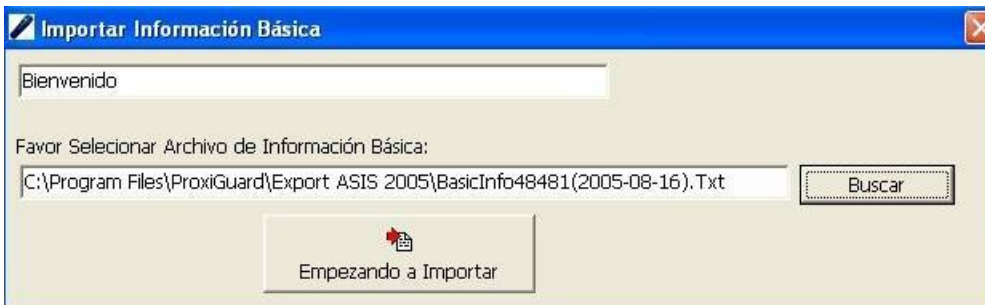 Importar Información Básica
Bienvenido
Favor Selecionar Archivo de Información Básica:
C:\Program Files\ProxiGuard\Export ASIS 2005\BasicInfo48481(2005-08-16).Txt
Buscar
Empezando a Importar